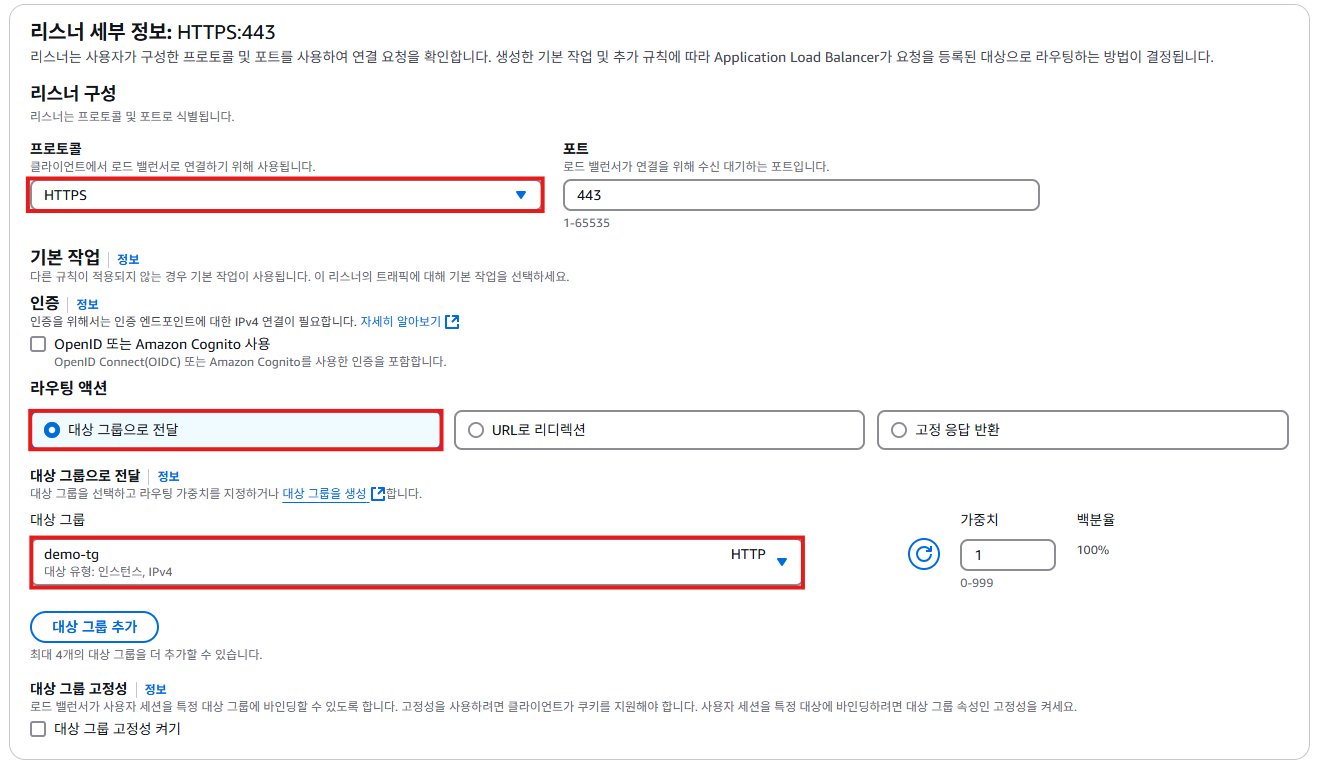 리스너 세부 정보: HTTPS:443
리스너는 사용자가 구성한 프로토콜 및 포트를 사용하여 연결 요청을 확인합니다. 생성한 기본 작업 및 추가 규칙에 따라 Application Load Balancer가 요청을 등록된 대상으로 라우팅하는 방법이 결정됩니다.
리스너 구성
리스너는 프로토콜 및 포트로 식별됩니다.
프로토콜
클라이언트에서 로드 밸런서로 연결하기 위해 사용됩니다.
HTTPS
포트
로드 밸런서가 연결을 위해 수신 대기하는 포트입니다.
443
1-65535
기본 작업 정보
다른 규칙이 적용되지 않는 경우 기본 작업이 사용됩니다. 이 리스너의 트래픽에 대해 기본 작업을 선택하세요.
인증 정보
인증을 위해서는 인증 엔드포인트에 대한 IPv4 연결이 필요합니다. 자세히 알아보기
OpenID 또는 Amazon Cognito 사용
OpenID Connect(OIDC) 또는 Amazon Cognito를 사용한 인증을 포함합니다.
라우팅 액션
대상 그룹으로 전달
URL로 리디렉션
고정 응답 반환
대상 그룹으로 전달 정보
대상 그룹을 선택하고 라우팅 가중치를 지정하거나 대상 그룹을 생성 합니다.
대상 그룹
demo-tg
대상 유형: 인스턴스, IPv4
HTTP
가중치
1
0-999
백분율
100%
대상 그룹 추가
최대 4개의 대상 그룹을 더 추가할 수 있습니다.
대상 그룹 고정성 정보
로드 밸런서가 사용자 세션을 특정 대상 그룹에 바인딩할 수 있도록 합니다. 고정성을 사용하려면 클라이언트가 쿠키를 지원해야 합니다. 사용자 세션을 특정 대상에 바인딩하려면 대상 그룹 속성인 고정성을 켜세요.
대상 그룹 고정성 켜기